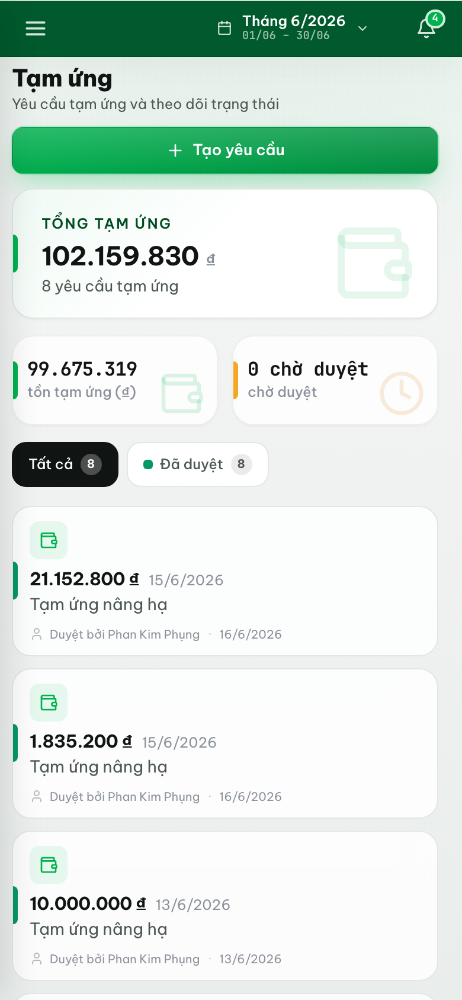 Tháng 6/2026
01/06 – 30/06
4
Tạm ứng
Yêu cầu tạm ứng và theo dõi trạng thái
Tạo yêu cầu
TỔNG TẠM ỨNG
102.159.830 ₫
8 yêu cầu tạm ứng
99.675.319
tồn tạm ứng (₫)
0 chờ duyệt
chờ duyệt
Tất cả 8
Đã duyệt 8
21.152.800 ₫ 15/6/2026
Tạm ứng nâng hạ
Duyệt bởi Phan Kim Phụng · 16/6/2026
1.835.200 ₫ 15/6/2026
Tạm ứng nâng hạ
Duyệt bởi Phan Kim Phụng · 16/6/2026
10.000.000 ₫ 13/6/2026
Tạm ứng nâng hạ
Duyệt bởi Phan Kim Phụng · 13/6/2026